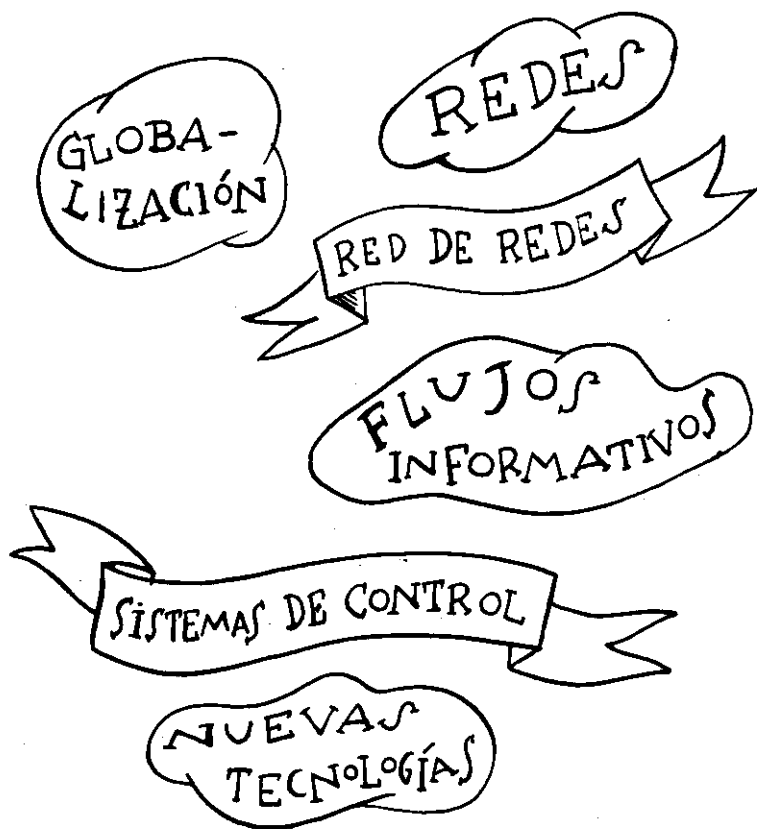 GLOBA-
LIZACIÓN
REDES
RED DE REDES
FLUJOS
INFORMATIVOS
SISTEMAS DE CONTROL
NUEVAS
TECNOLOGÍAS